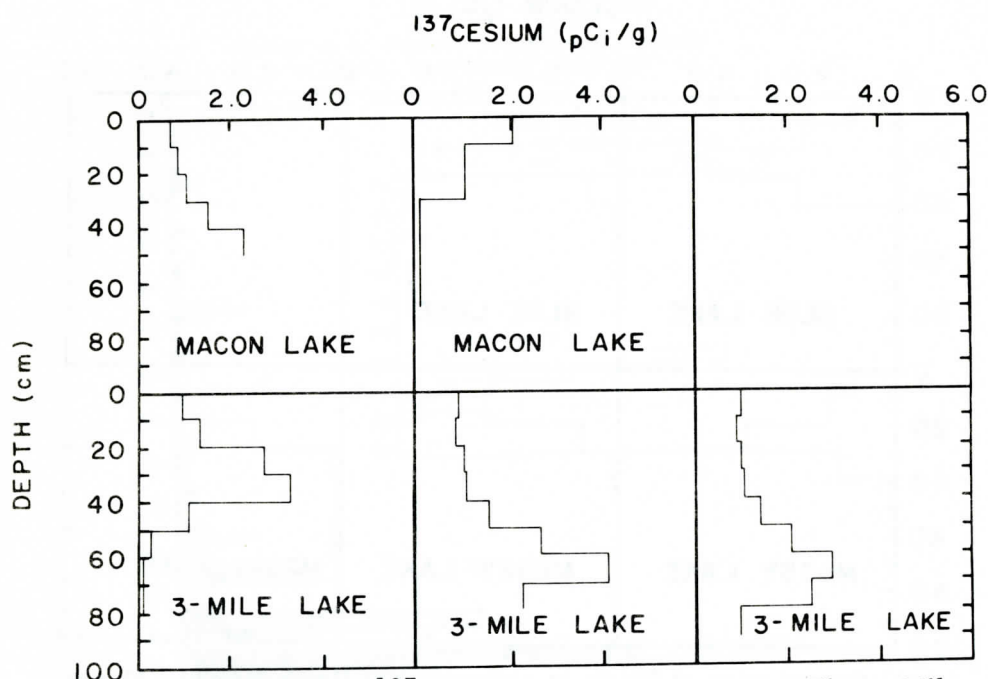 137CESIUM (pCi/g)
0 2.0 4.0 0 2.0 4.0 0 2.0 4.0 6.0
0
20
40
60
80
MACON LAKE MACON LAKE
0
20
40
60
80
100
3-MILE LAKE 3-MILE LAKE 3-MILE LAKE
DEPTH (cm)